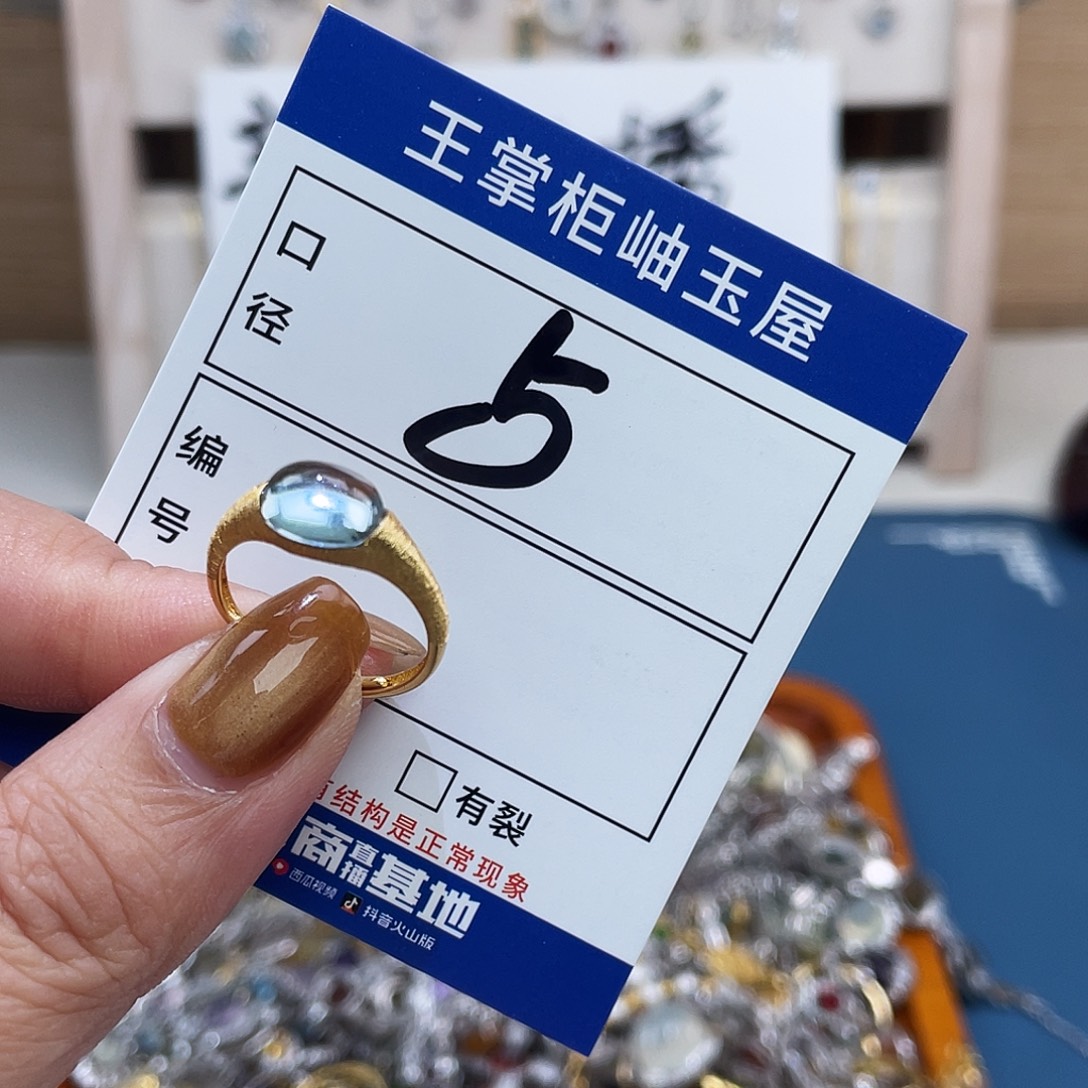 王掌柜岫玉屋
口径
5
编号
有裂
结构是正常现象
商直播基地
西瓜视频 抖音火山版